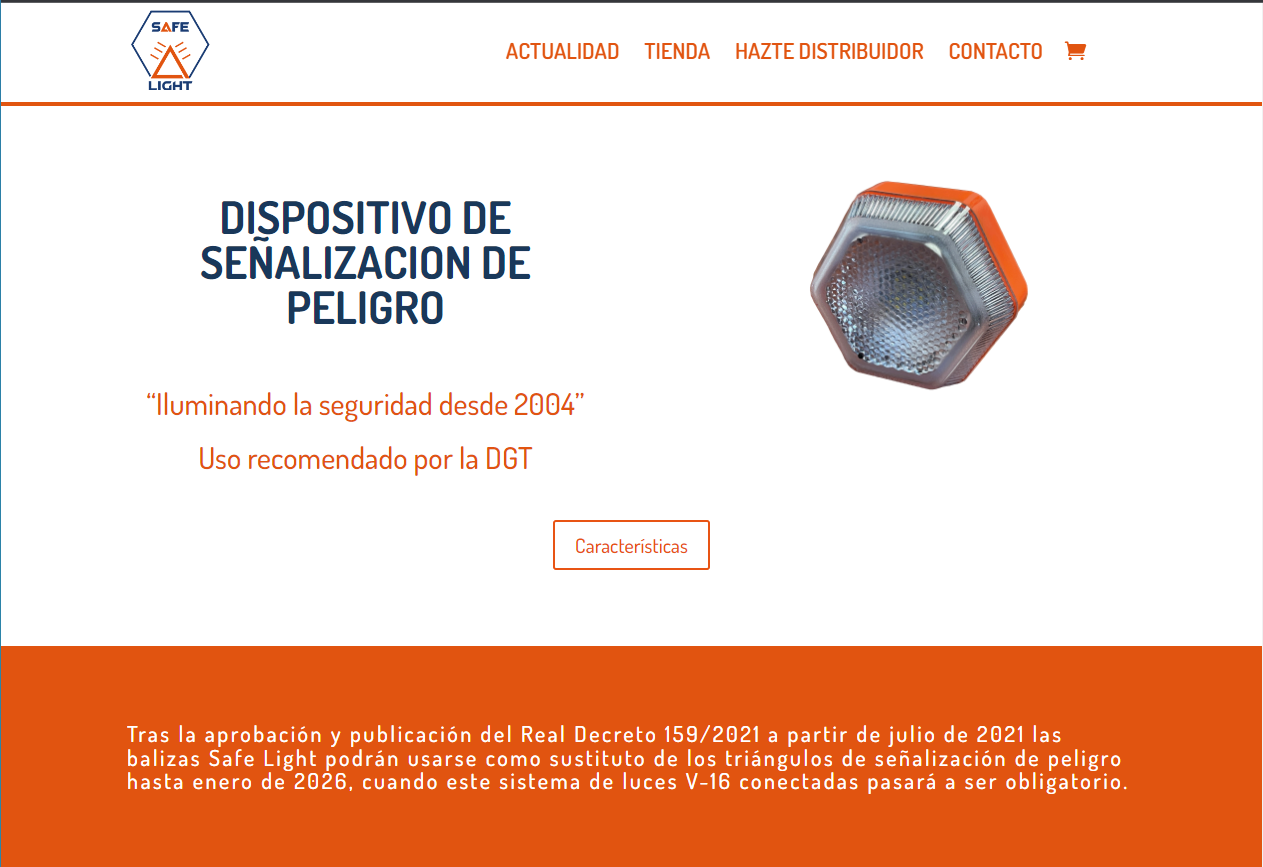 SAFE
LIGHT
ACTUALIDAD TIENDA HAZTE DISTRIBUIDOR CONTACTO
DISPOSITIVO DE
SEÑALIZACION DE
PELIGRO
“Iluminando la seguridad desde 2004”
Uso recomendado por la DGT
Características
Tras la aprobación y publicación del Real Decreto 159/2021 a partir de julio de 2021 las
balizas Safe Light podrán usarse como sustituto de los triángulos de señalización de peligro
hasta enero de 2026, cuando este sistema de luces V-16 conectadas pasará a ser obligatorio.